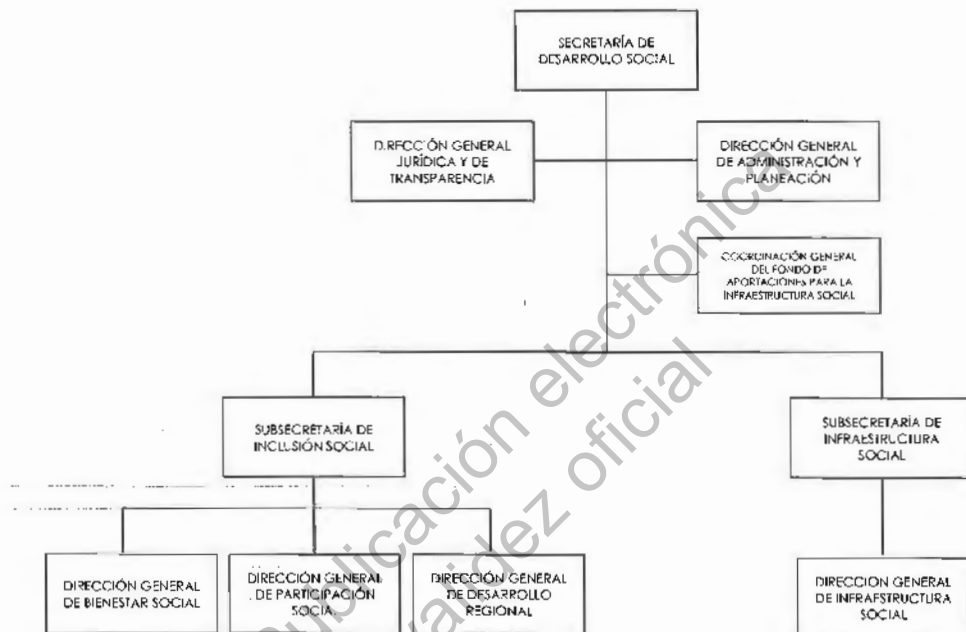 SECRETARÍA DE
DESARROLLO SOCIAL
D.RECC'ÓN GENERAL
JURÍDICA Y DE
TRANSPARENCIA
DIRECCIÓN GENERAL
DE ADMINISTRACIÓN Y
PLANEACIÓN
COORDINACIÓN GENERAL
DEL FONDO DE
APORTACIONES PARA LA
INFRAESTRUCTURA SOCIAL
SUBSECRETARÍA DE
INCLUSIÓN SOCIAL
SUBSECRETARÍA DE
INFRAESTRUCTURA
SOCIAL
DIRECCIÓN GENERAL
DE BIENESTAR SOCIAL
DIRECCIÓN GENERAL
DE PARTICIPACIÓN
SOCIAL
DIRECCIÓN GENERAL
DE DESARROLLO
REGIONAL
DIRECCION GENERAL
DE INFRAESTRUCTURA
SOCIAL
Publicación electrónica
validez oficial